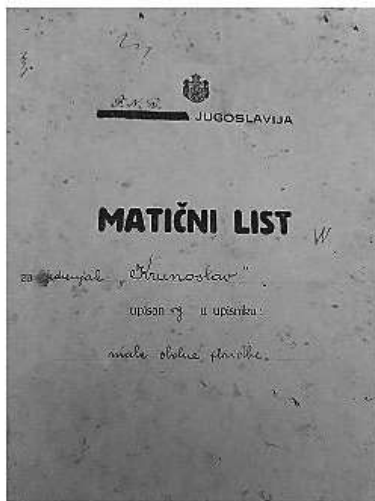 F.N.R.
JUGOSLAVIJA
MATIČNI LIST
za "Krunoslav"
upisan u upisniku
male obalne plovidbe.